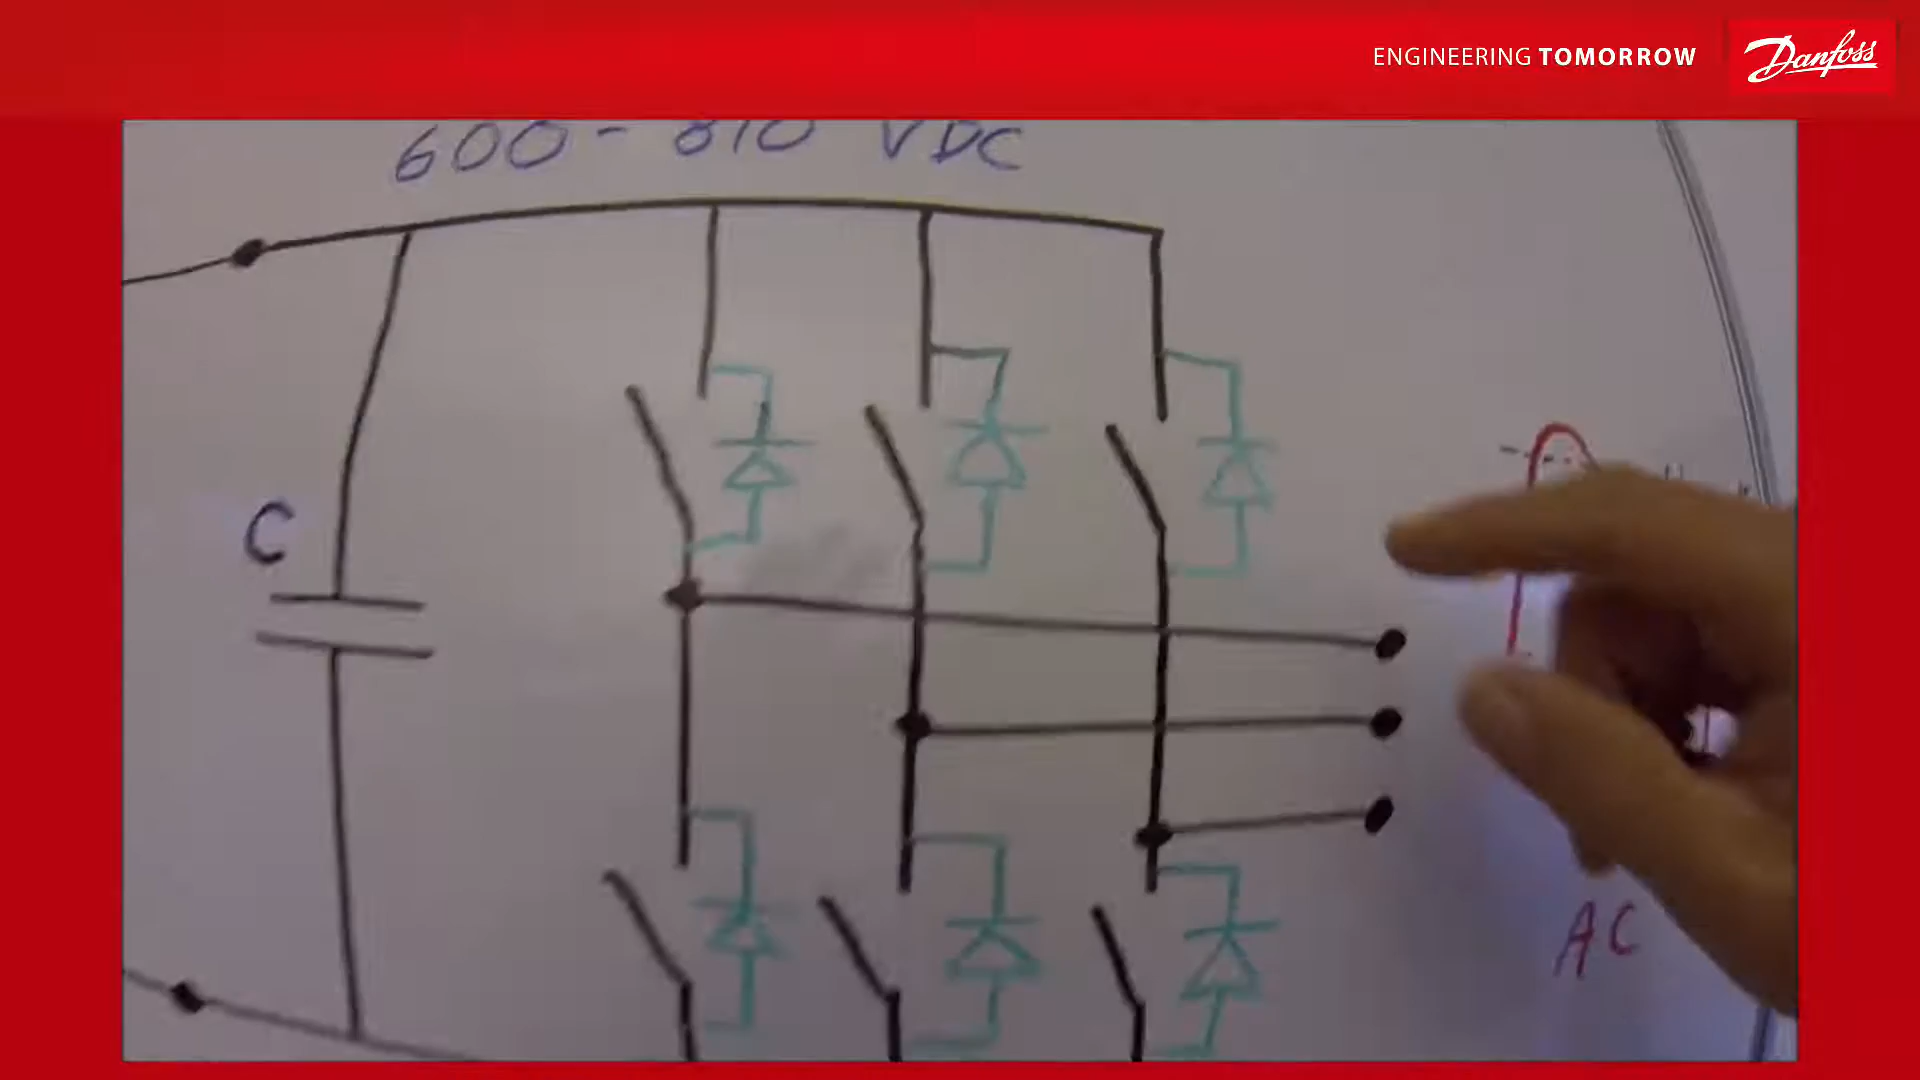 ENGINEERING TOMORROW
Danfoss
600 - 810 VDC
C
AC